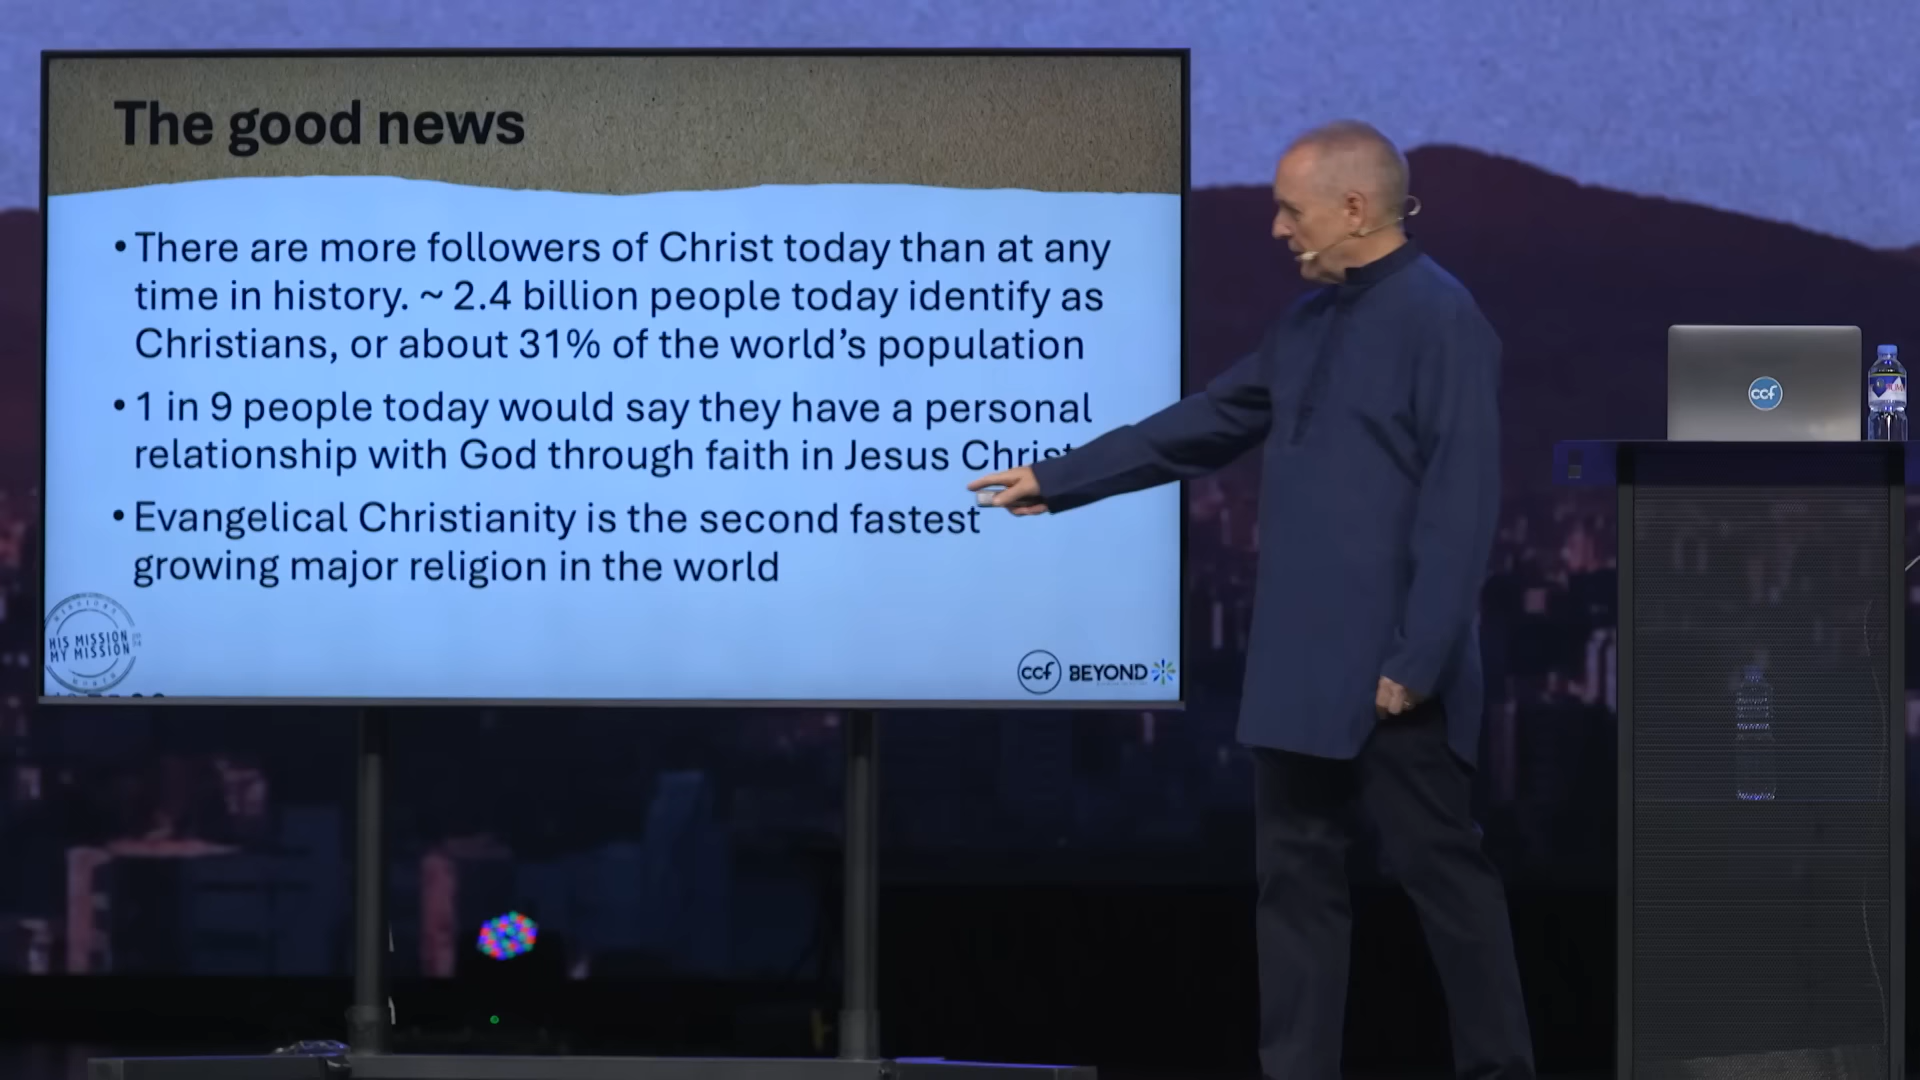 The good news
• There are more followers of Christ today than at any
time in history. ~ 2.4 billion people today identify as
Christians, or about 31% of the world's population
• 1 in 9 people today would say they have a personal
relationship with God through faith in Jesus
• Evangelical Christianity is the second fastest
growing major religion in the world
HIS MISSION
MY MISSION
ccf BEYOND
ccf